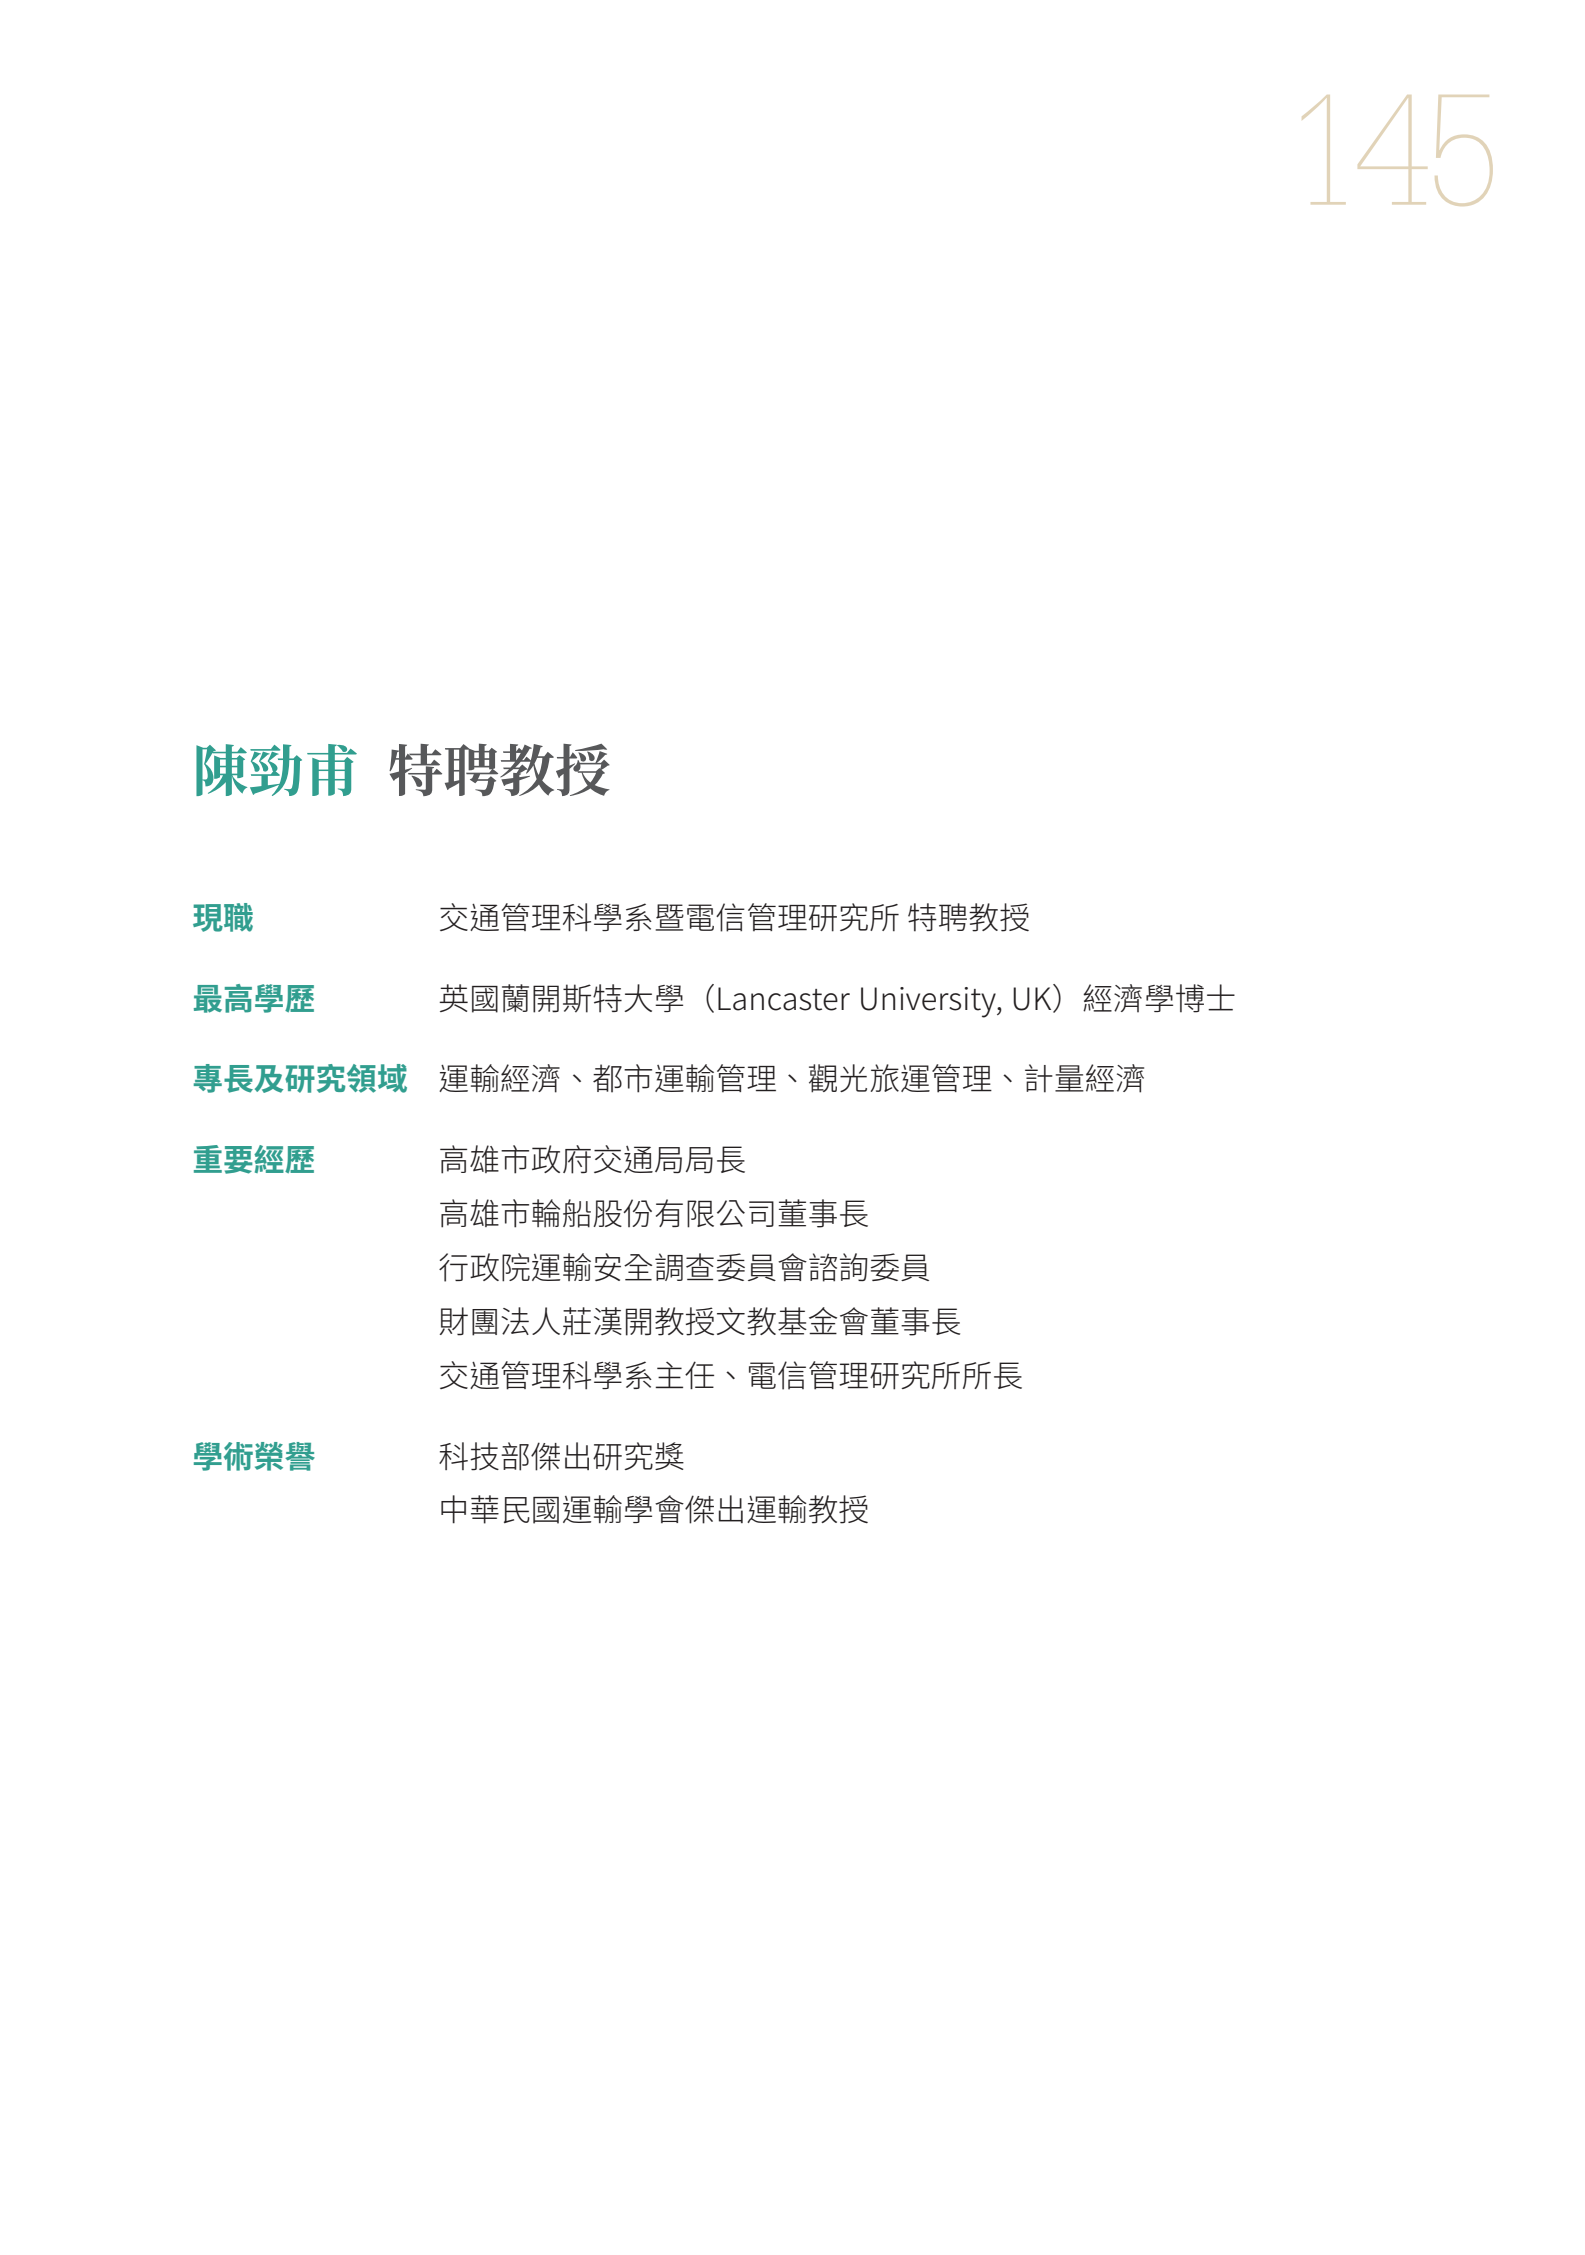 145
陳勁甫 特聘教授
現職 交通管理科學系暨電信管理研究所 特聘教授
最高學歷 英國蘭開斯特大學（Lancaster University, UK）經濟學博士
專長及研究領域 運輸經濟、都市運輸管理、觀光旅運管理、計量經濟
重要經歷 高雄市政府交通局局長
高雄市輪船股份有限公司董事長
行政院運輸安全調查委員會諮詢委員
財團法人莊漢開教授文教基金會董事長
交通管理科學系主任、電信管理研究所所長
學術榮譽 科技部傑出研究獎
中華民國運輸學會傑出運輸教授